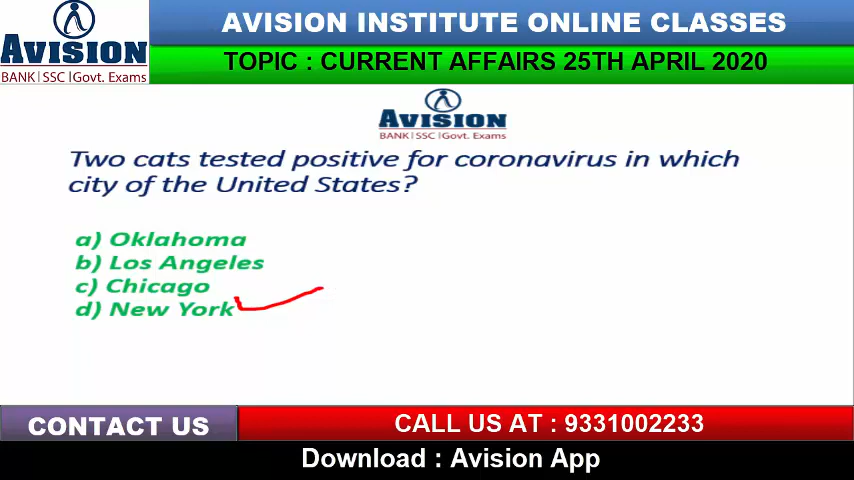 AVISION INSTITUTE ONLINE CLASSES
TOPIC : CURRENT AFFAIRS 25TH APRIL 2020
AVISION
BANK|SSC|Govt. Exams
AVISION
BANK|SSC|Govt. Exams
Two cats tested positive for coronavirus in which
city of the United States?
a) Oklahoma
b) Los Angeles
c) Chicago
d) New York
CONTACT US
CALL US AT : 9331002233
Download : Avision App